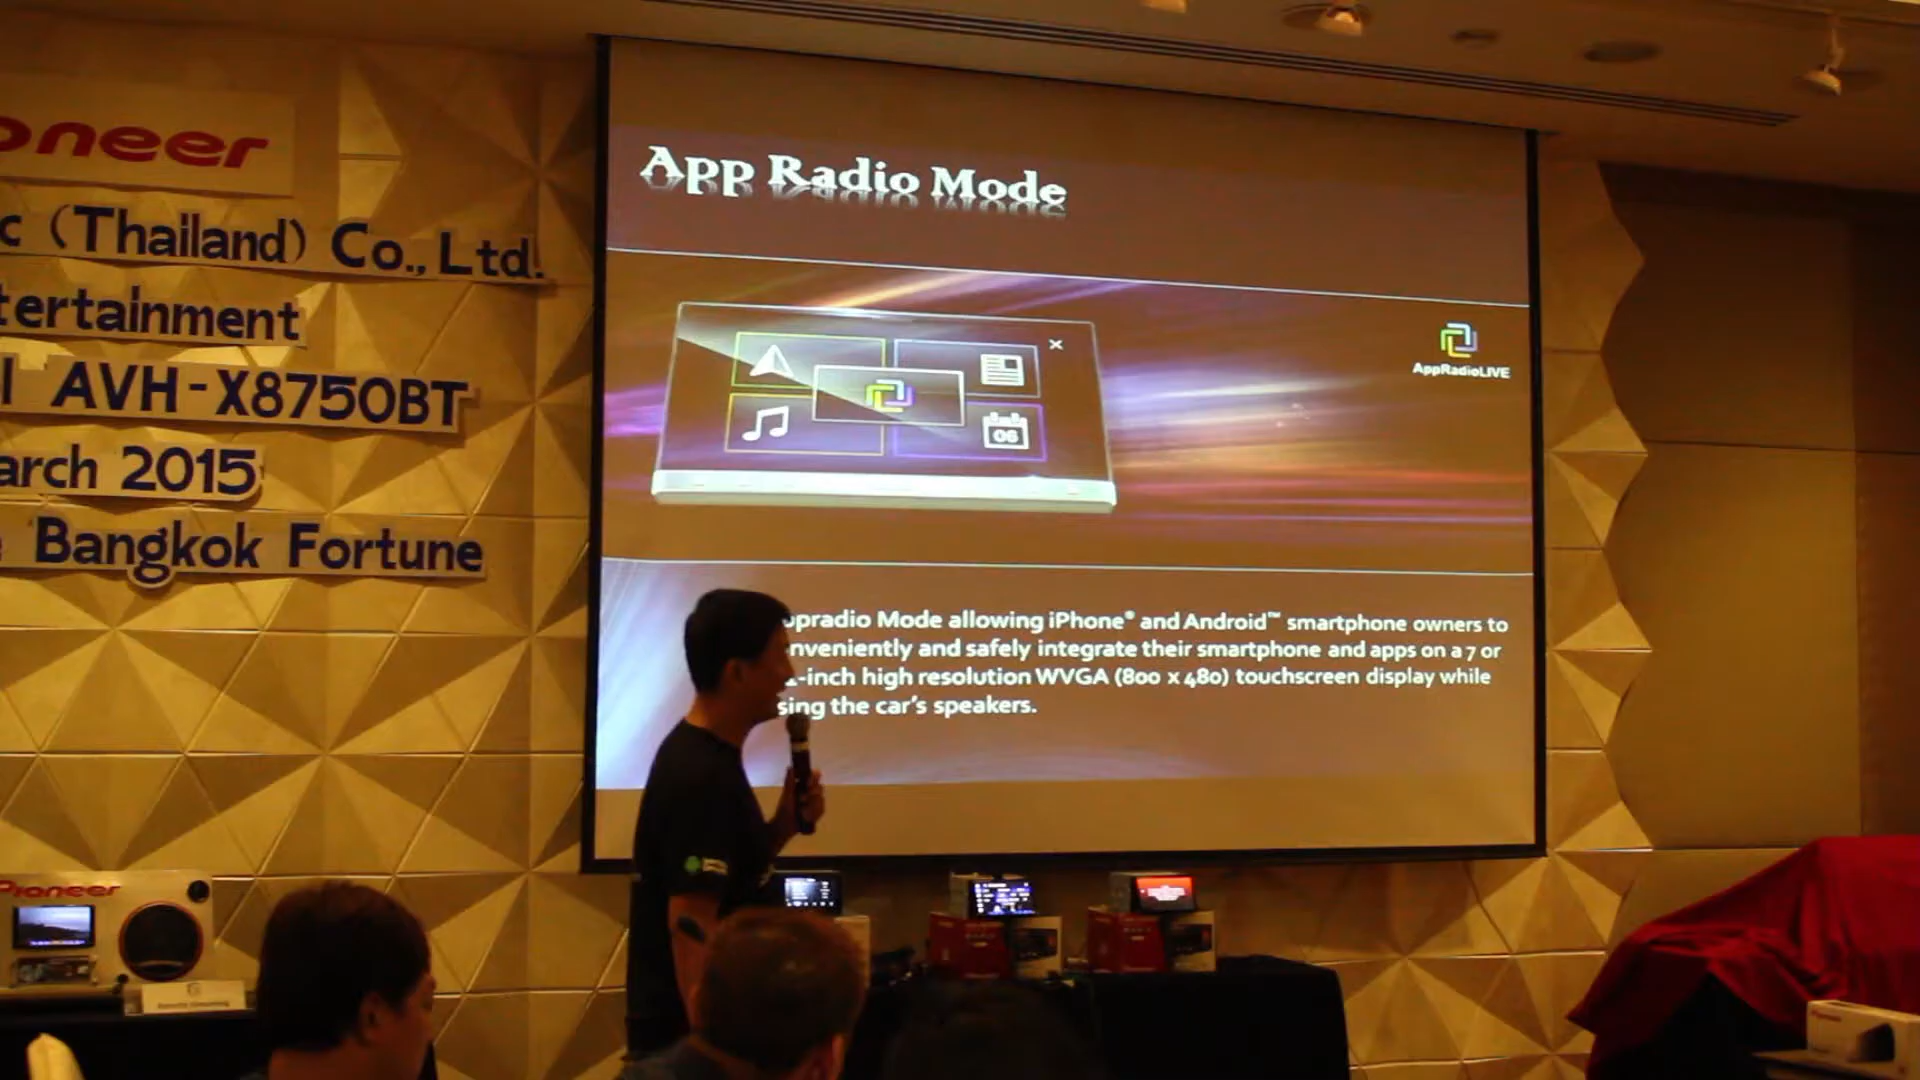 oneer
c (Thailand) Co., Ltd.
tertainment
l AVH-X8750BT
arch 2015
Bangkok Fortune
App Radio Mode
AppRadioLIVE
06
opradio Mode allowing iPhone® and Android™ smartphone owners to
nveniently and safely integrate their smartphone and apps on a 7 or
-inch high resolution WVGA (800 x 480) touchscreen display while
sing the car's speakers.
Pioneer
Pioneer